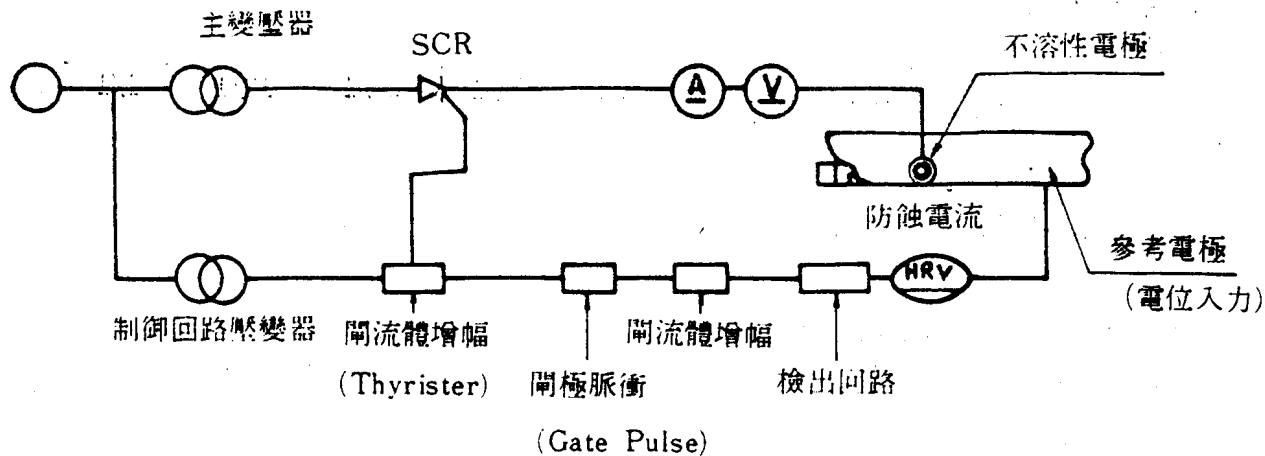 主變壓器
SCR
不溶性電極
A
V
防蝕電流
參考電極
(電位入力)
HRV
制御回路壓變器
閘流體增幅
(Thyrister)
閘極脈衝
(Gate Pulse)
閘流體增幅
檢出回路